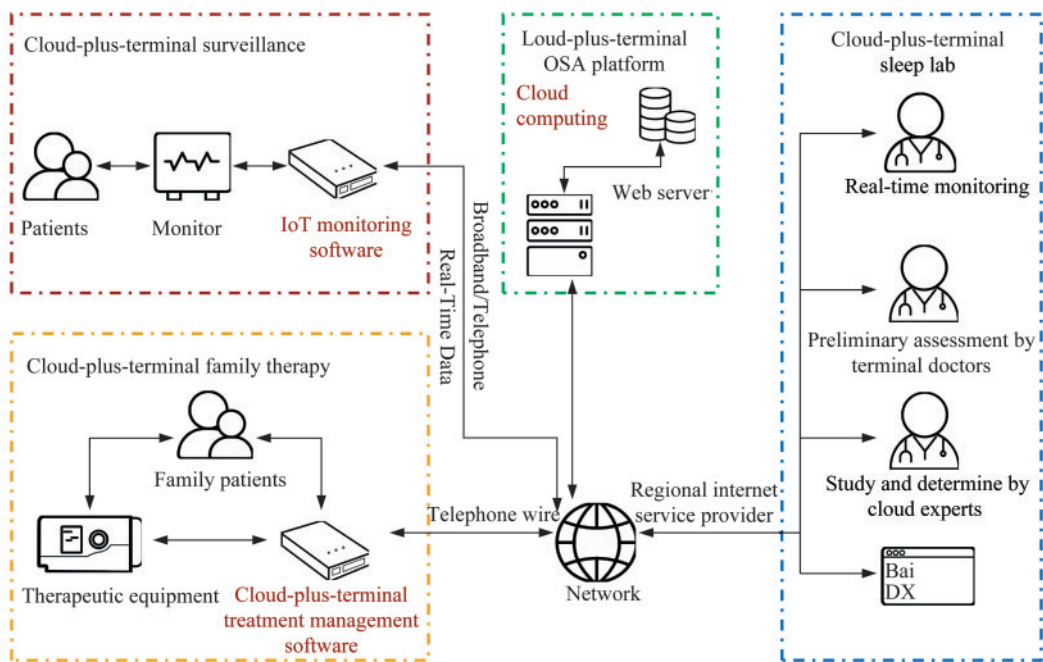 Cloud-plus-terminal surveillance
Patients
Monitor
IoT monitoring
software
Broadband/Telephone
Real-Time Data
Loud-plus-terminal
OSA platform
Cloud
computing
Web server
Cloud-plus-terminal
sleep lab
Real-time monitoring
Preliminary assessment by
terminal doctors
Study and determine by
cloud experts
Bai
DX
Cloud-plus-terminal family therapy
Family patients
Therapeutic equipment
Cloud-plus-terminal
treatment management
software
Telephone wire
Network
Regional internet
service provider